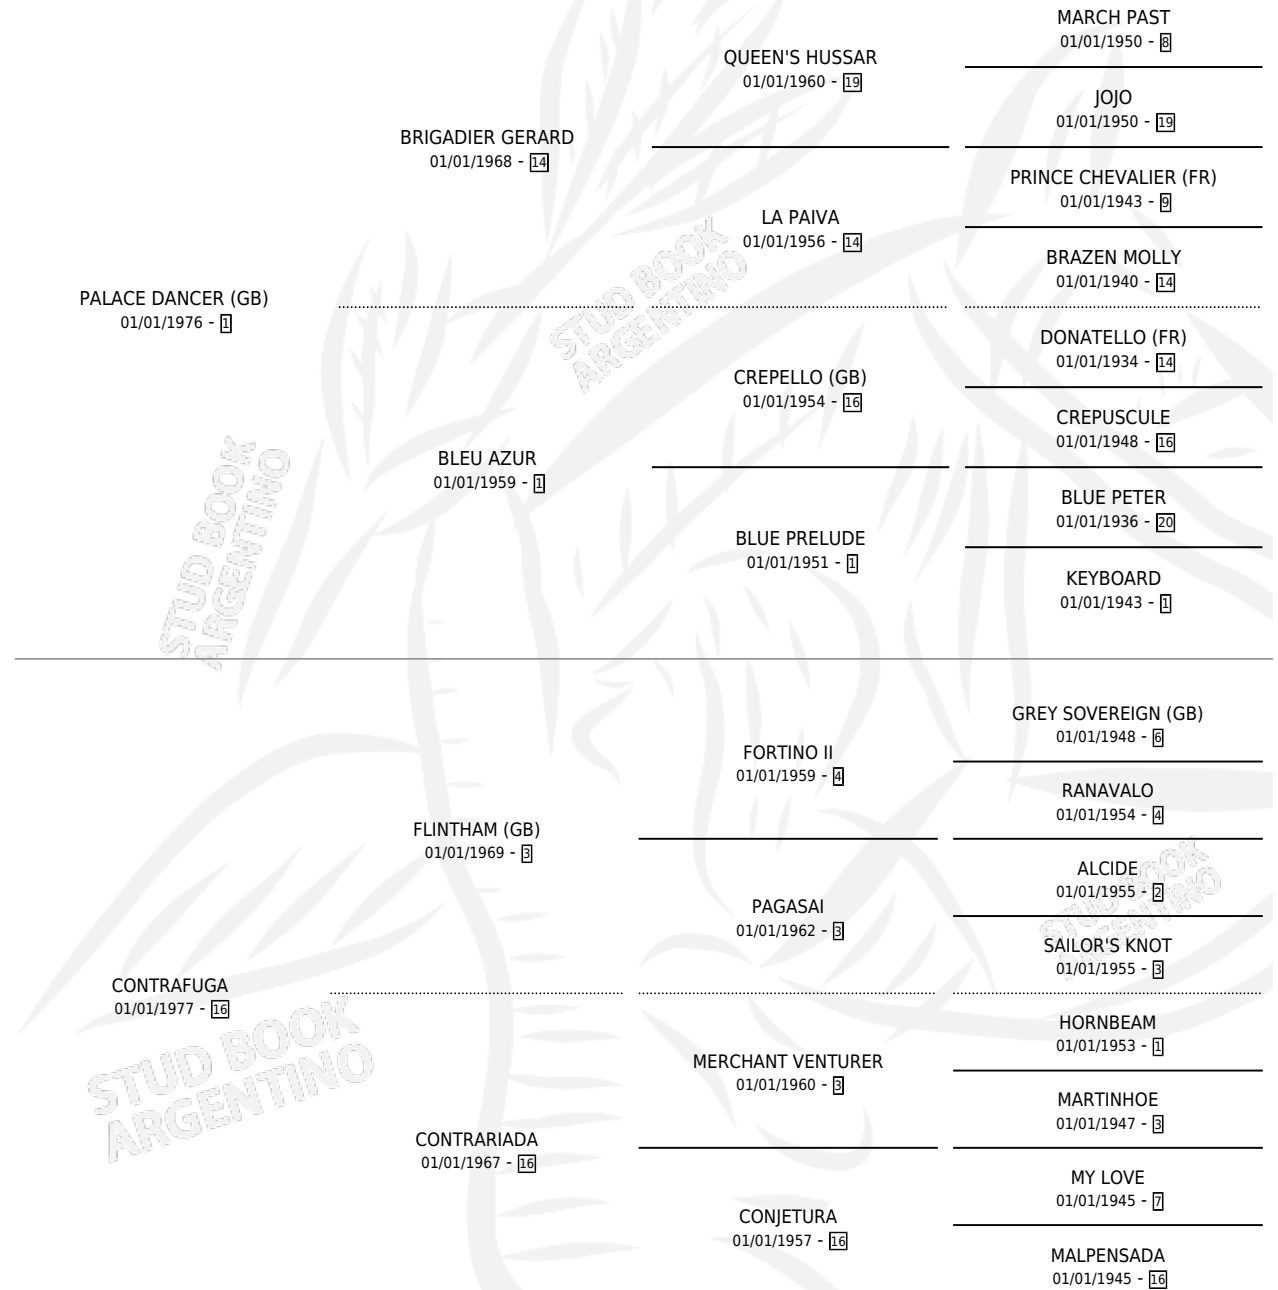 MARCH PAST
01/01/1950 - 8
QUEEN'S HUSSAR
01/01/1960 - 19
JOJO
01/01/1950 - 19
BRIGADIER GERARD
01/01/1968 - 14
PRINCE CHEVALIER (FR)
01/01/1943 - 9
LA PAIVA
01/01/1956 - 14
BRAZEN MOLLY
01/01/1940 - 14
PALACE DANCER (GB)
01/01/1976 - 1
DONATELLO (FR)
01/01/1934 - 14
CREPELLO (GB)
01/01/1954 - 16
CREPUSCULE
01/01/1948 - 16
BLEU AZUR
01/01/1959 - 1
BLUE PETER
01/01/1936 - 20
BLUE PRELUDE
01/01/1951 - 1
KEYBOARD
01/01/1943 - 1
GREY SOVEREIGN (GB)
01/01/1948 - 6
FORTINO II
01/01/1959 - 4
RANAVALO
01/01/1954 - 4
FLINTHAM (GB)
01/01/1969 - 3
ALCIDE
01/01/1955 - 2
PAGASAI
01/01/1962 - 3
SAILOR'S KNOT
01/01/1955 - 3
CONTRAFUGA
01/01/1977 - 16
HORNBEAM
01/01/1953 - 1
MERCHANT VENTURER
01/01/1960 - 3
MARTINHOE
01/01/1947 - 3
CONTRARIADA
01/01/1967 - 16
MY LOVE
01/01/1945 - 7
CONJETURA
01/01/1957 - 16
MALPENSADA
01/01/1945 - 16
STUD BOOK
ARGENTINO
STUD BOOK
ARGENTINO
STUD BOOK
ARGENTINO
STUD BOOK
ARGENTINO